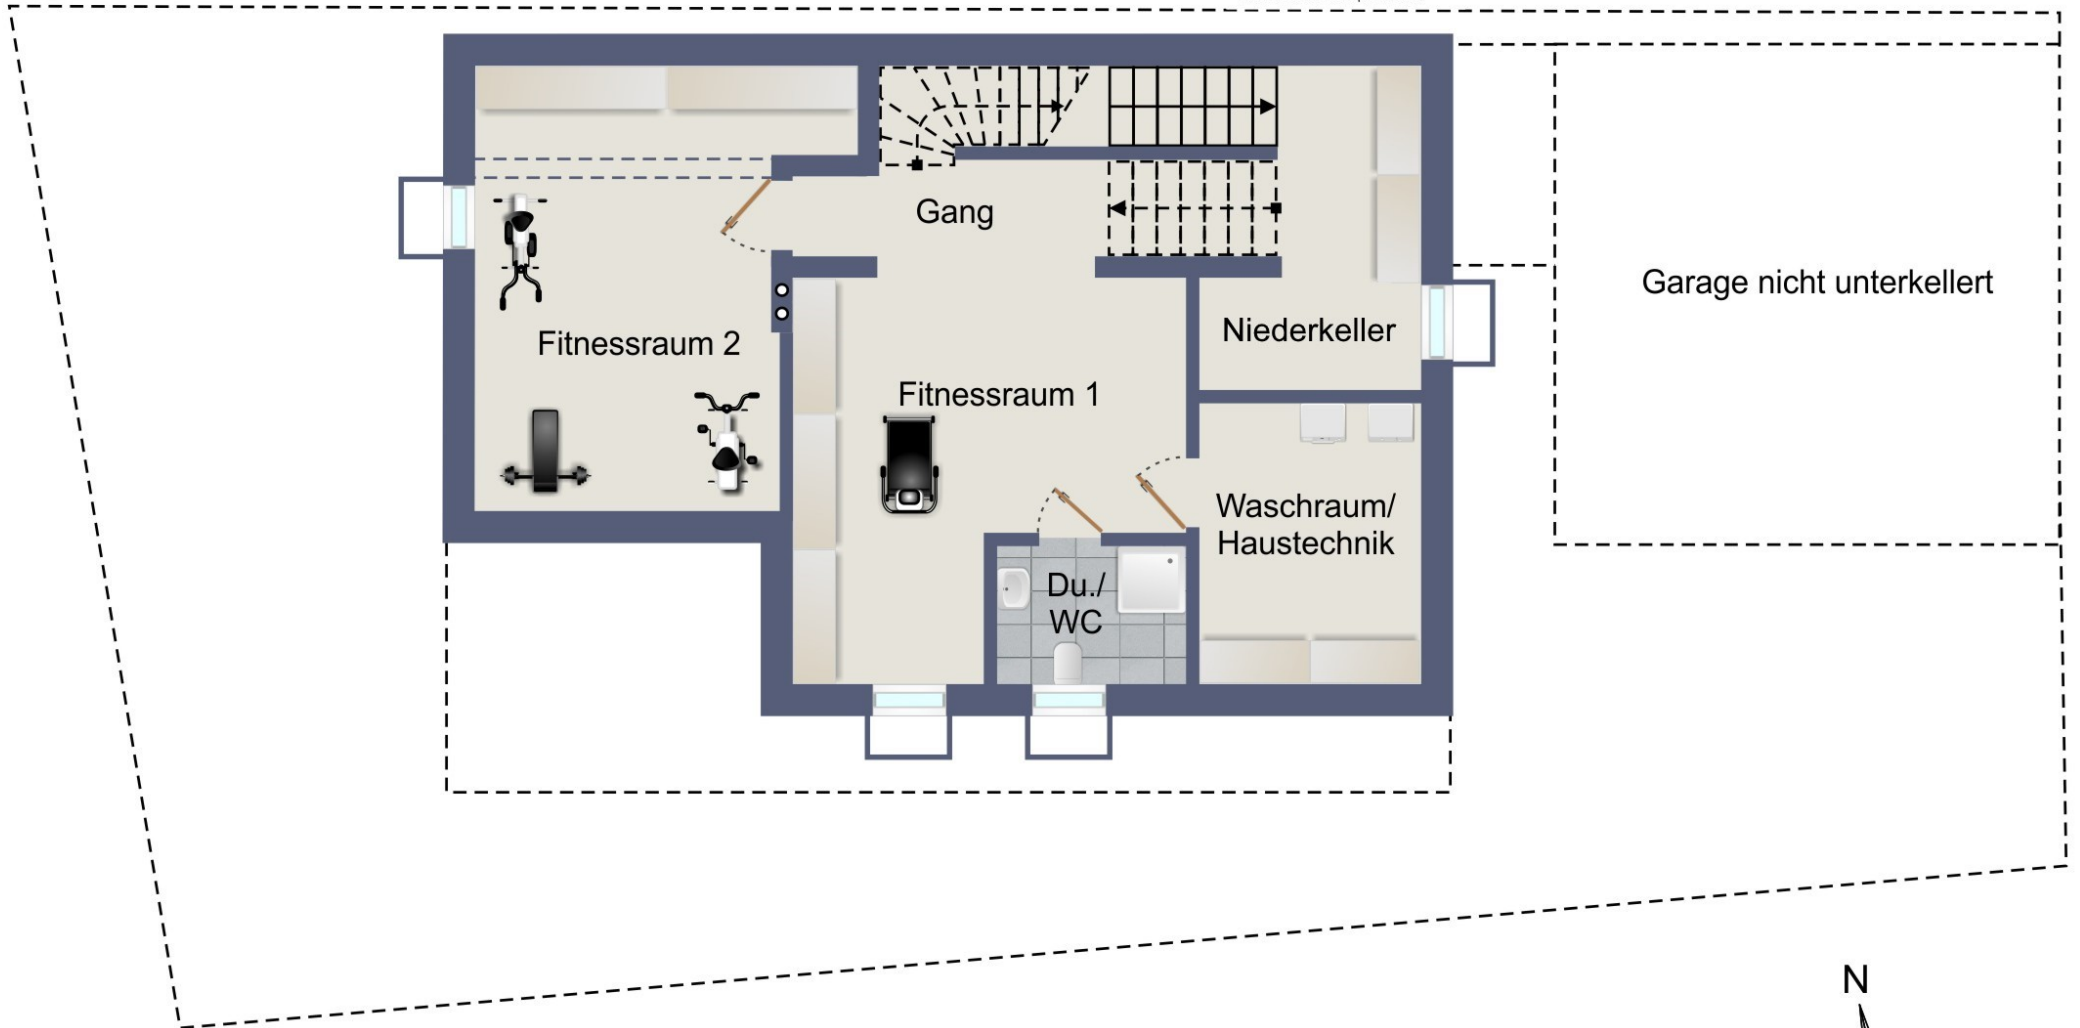 Gang
Garage nicht unterkellert
Niederkeller
Fitnessraum 2
Fitnessraum 1
Waschraum/
Haustechnik
Du./
WC
N